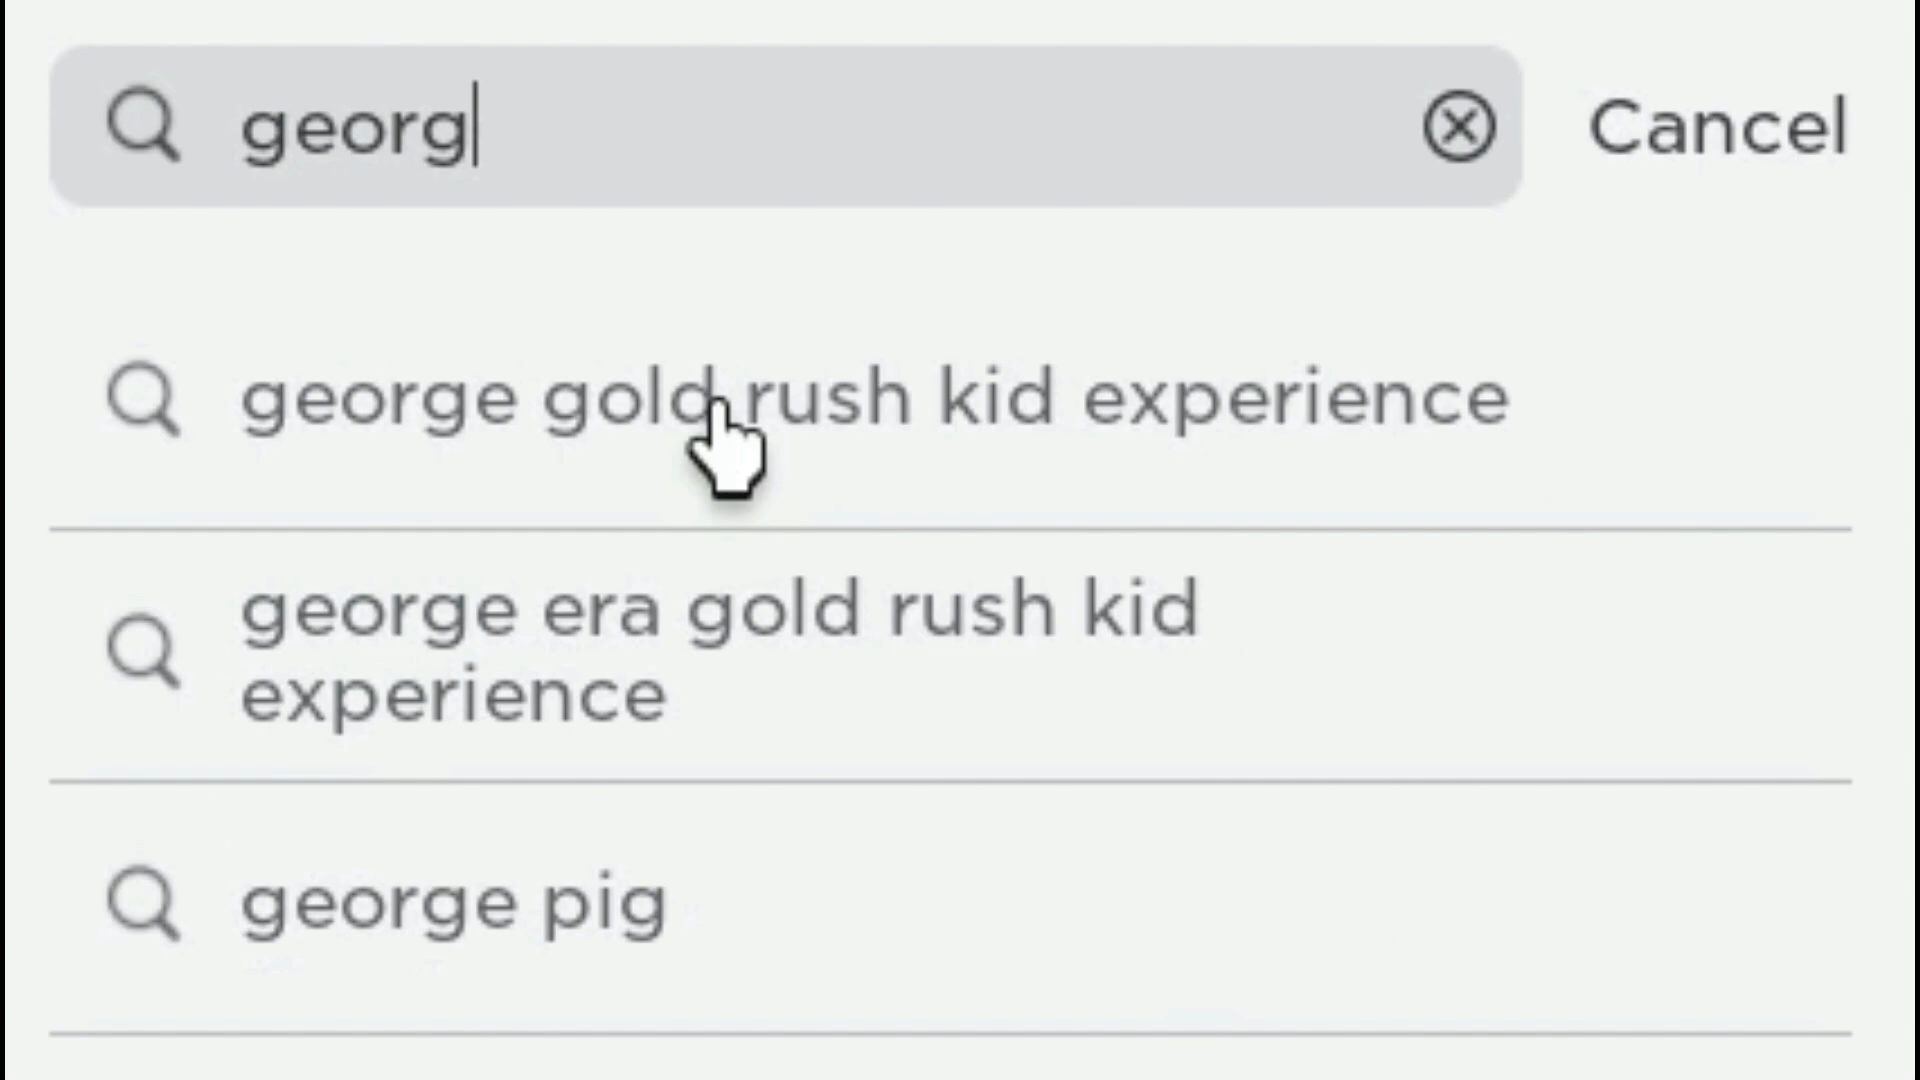 georg
Cancel
george gold rush kid experience
george era gold rush kid
experience
george pig